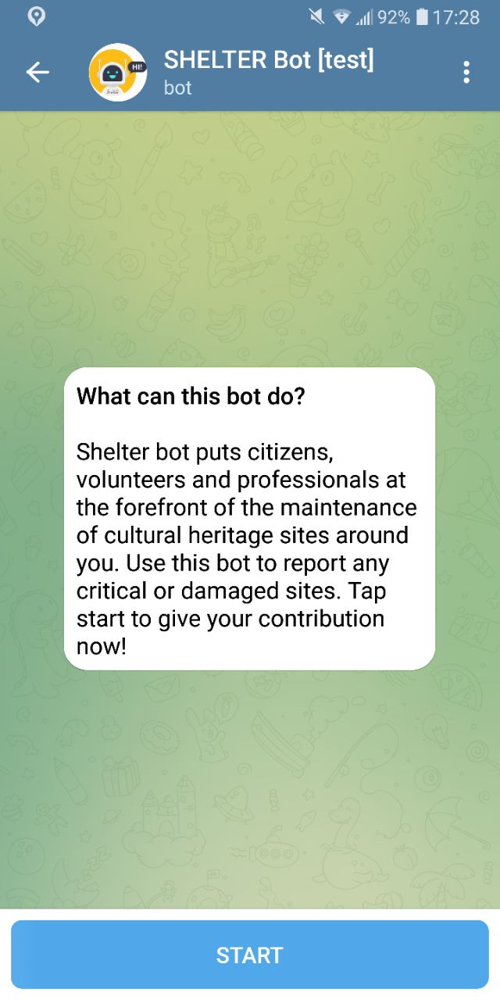 92% 17:28
SHELTER Bot [test]
HI!
bot
What can this bot do?
Shelter bot puts citizens,
volunteers and professionals at
the forefront of the maintenance
of cultural heritage sites around
you. Use this bot to report any
critical or damaged sites. Tap
start to give your contribution
now!
START